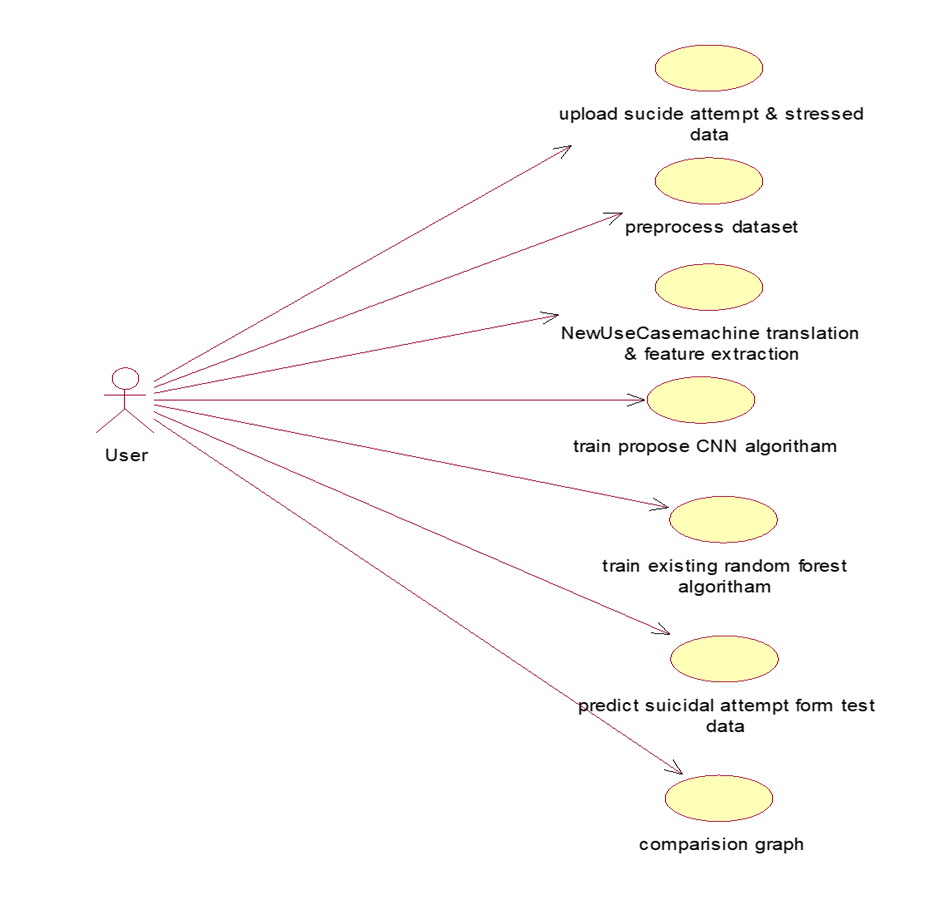 upload sucide attempt & stressed
data
preprocess dataset
NewUseCasemachine translation
& feature extraction
train propose CNN algoritham
User
train existing random forest
algoritham
predict suicidal attempt form test
data
comparision graph